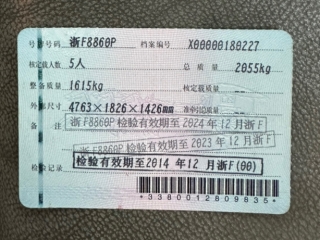 号牌号码 浙F8860P 档案编号 X00000180227
核定载人数 5人 总质量 2055kg
整备质量 1615kg 核定载质量 --
外廓尺寸 4763×1826×1426mm 准牵引总质量 --
备注 浙F8860P 检验有效期至2024年12月浙F
浙F8860P 检验有效期至2023年12月浙F
检验记录 检验有效期至2014年12月浙F(00)
*3380012809835*